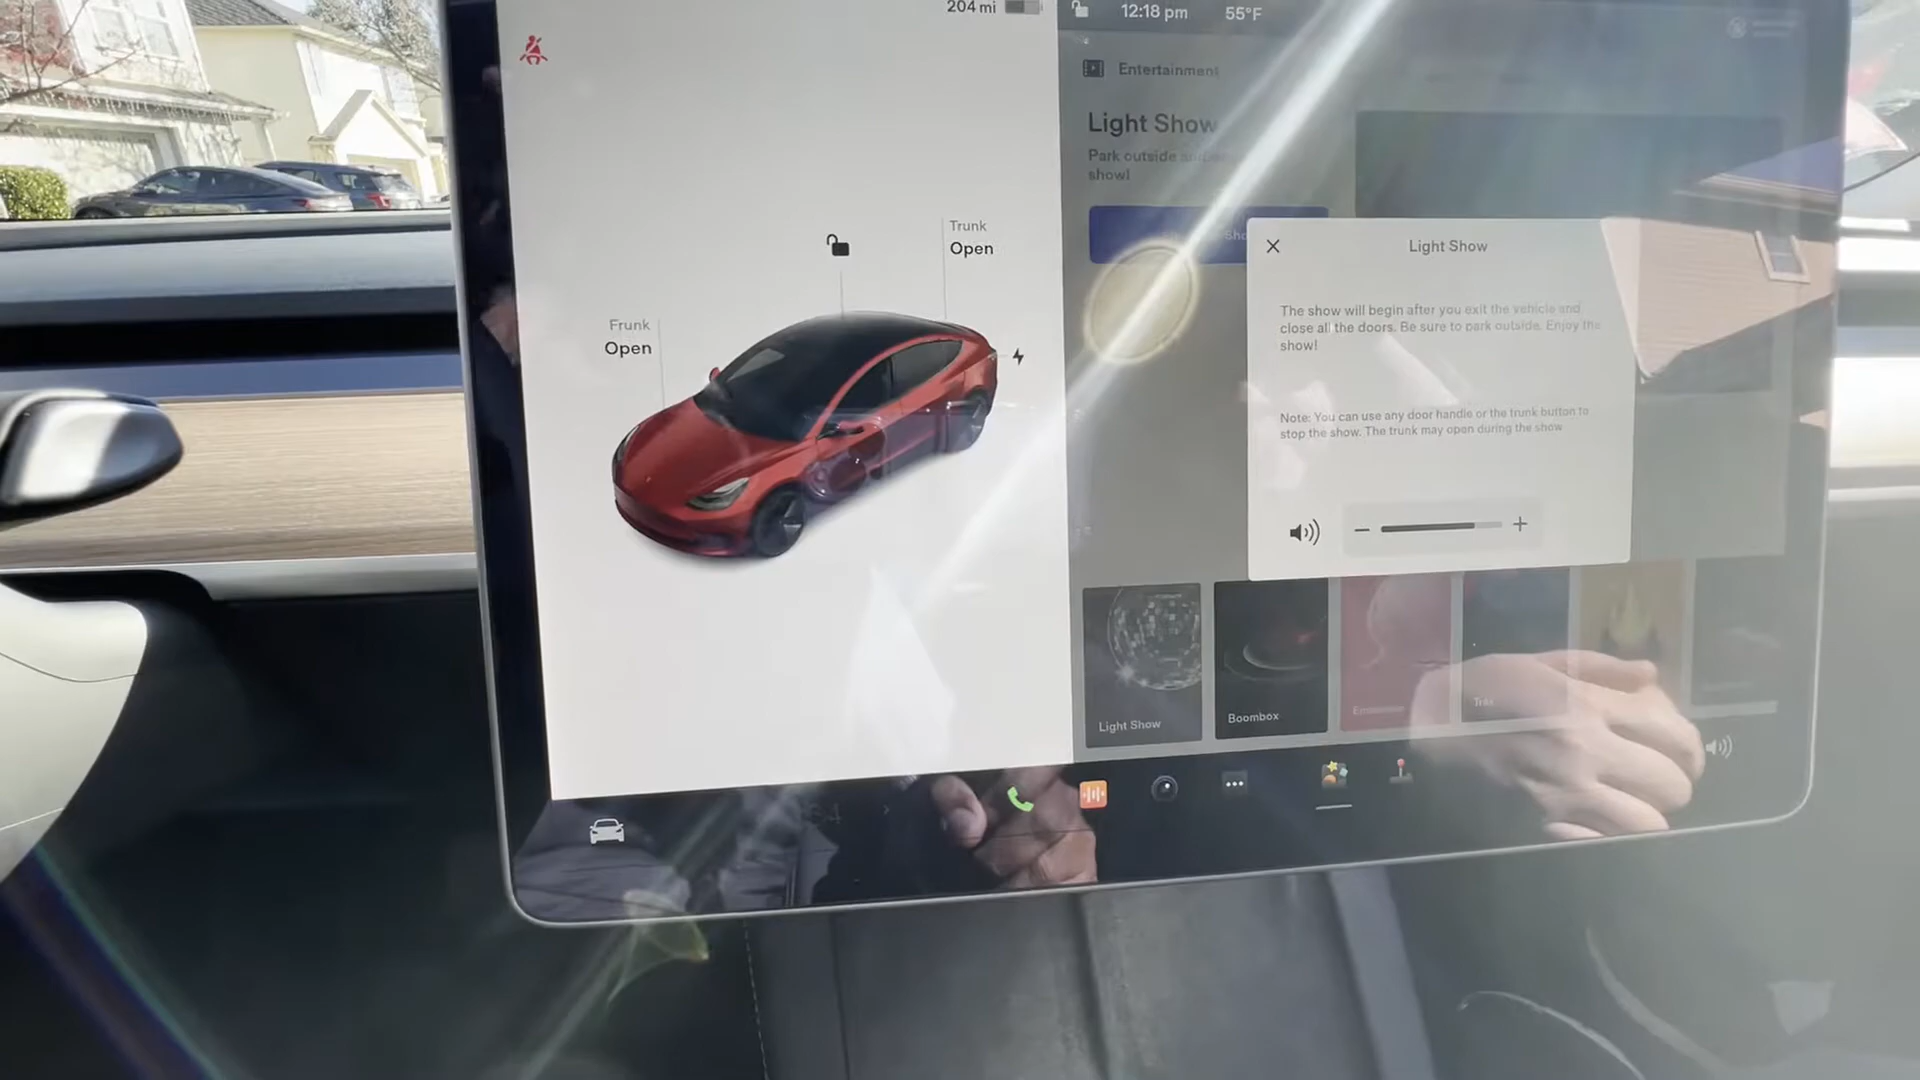 204 mi
12:18 pm
55°F
Entertainment
Light Show
Park outside and
show!
Trunk
Open
Frunk
Open
Light Show
The show will begin after you exit the vehicle and
close all the doors. Be sure to park outside. Enjoy the
show!
Note: You can use any door handle or the trunk button to
stop the show. The trunk may open during the show
Light Show
Boombox
Emissions